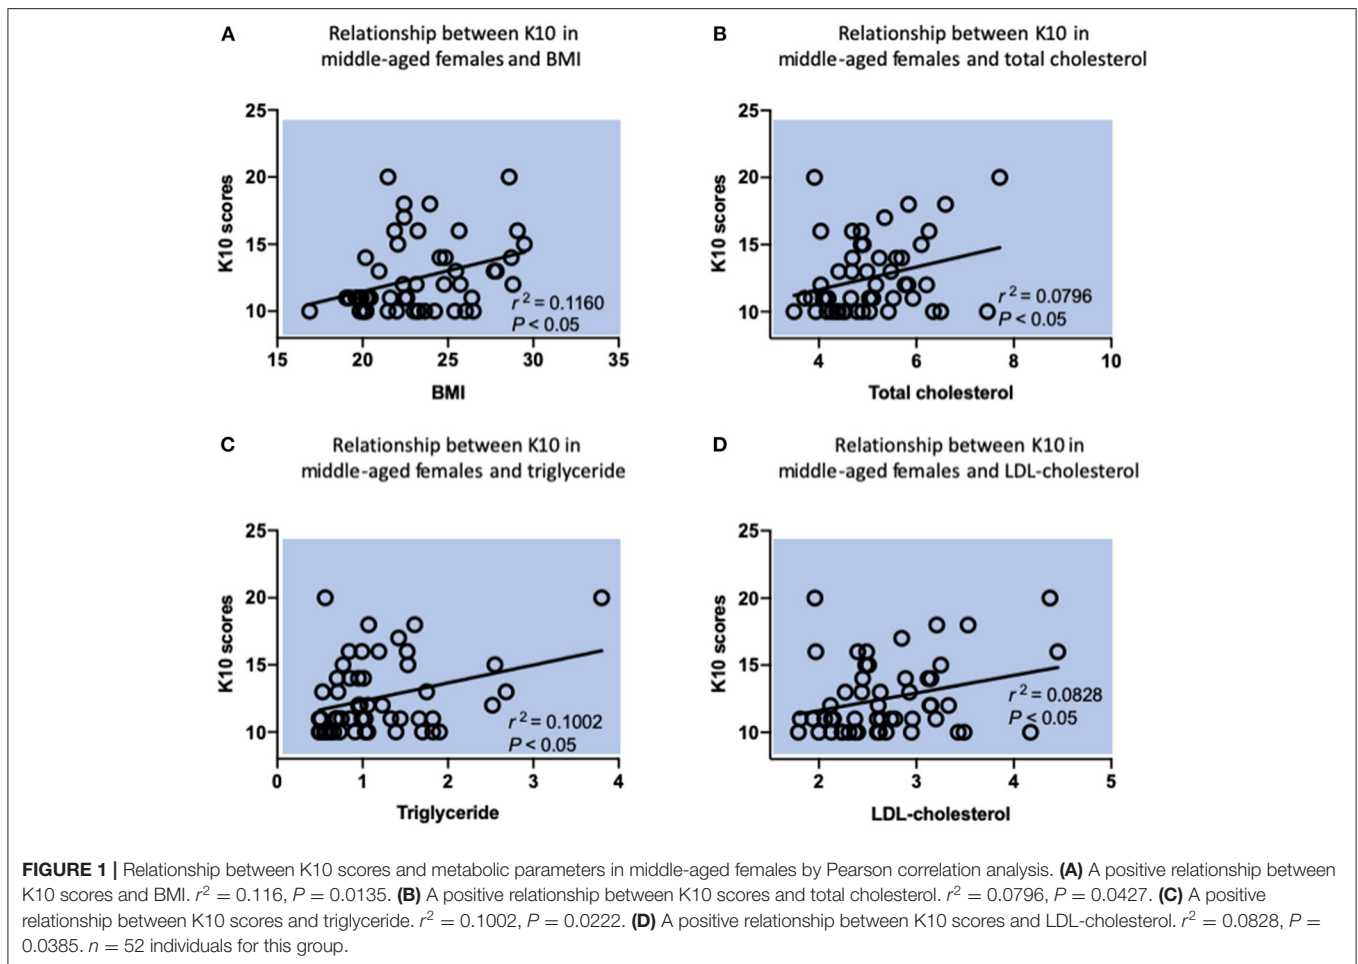 A
Relationship between K10 in
middle-aged females and BMI
25
20
15
10
K10 scores
r² = 0.1160
P < 0.05
15 20 25 30 35
BMI
B
Relationship between K10 in
middle-aged females and total cholesterol
25
20
15
10
K10 scores
r² = 0.0796
P < 0.05
4 6 8 10
Total cholesterol
C
Relationship between K10 in
middle-aged females and triglyceride
25
20
15
10
K10 scores
r² = 0.1002
P < 0.05
0 1 2 3 4
Triglyceride
D
Relationship between K10 in
middle-aged females and LDL-cholesterol
25
20
15
10
K10 scores
r² = 0.0828
P < 0.05
2 3 4 5
LDL-cholesterol
FIGURE 1 | Relationship between K10 scores and metabolic parameters in middle-aged females by Pearson correlation analysis. (A) A positive relationship between
K10 scores and BMI. r² = 0.116, P = 0.0135. (B) A positive relationship between K10 scores and total cholesterol. r² = 0.0796, P = 0.0427. (C) A positive
relationship between K10 scores and triglyceride. r² = 0.1002, P = 0.0222. (D) A positive relationship between K10 scores and LDL-cholesterol. r² = 0.0828, P =
0.0385. n = 52 individuals for this group.